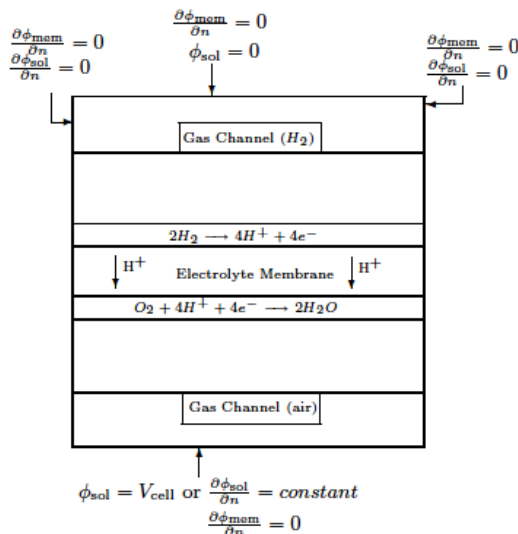 ∂ϕ_mem/∂n = 0
ϕ_sol = 0
∂ϕ_mem/∂n = 0
∂ϕ_sol/∂n = 0
∂ϕ_mem/∂n = 0
∂ϕ_sol/∂n = 0
Gas Channel (H₂)
2H₂ ⟶ 4H⁺ + 4e⁻
H⁺
Electrolyte Membrane
H⁺
O₂ + 4H⁺ + 4e⁻ ⟶ 2H₂O
Gas Channel (air)
ϕ_sol = V_cell or ∂ϕ_sol/∂n = constant
∂ϕ_mem/∂n = 0